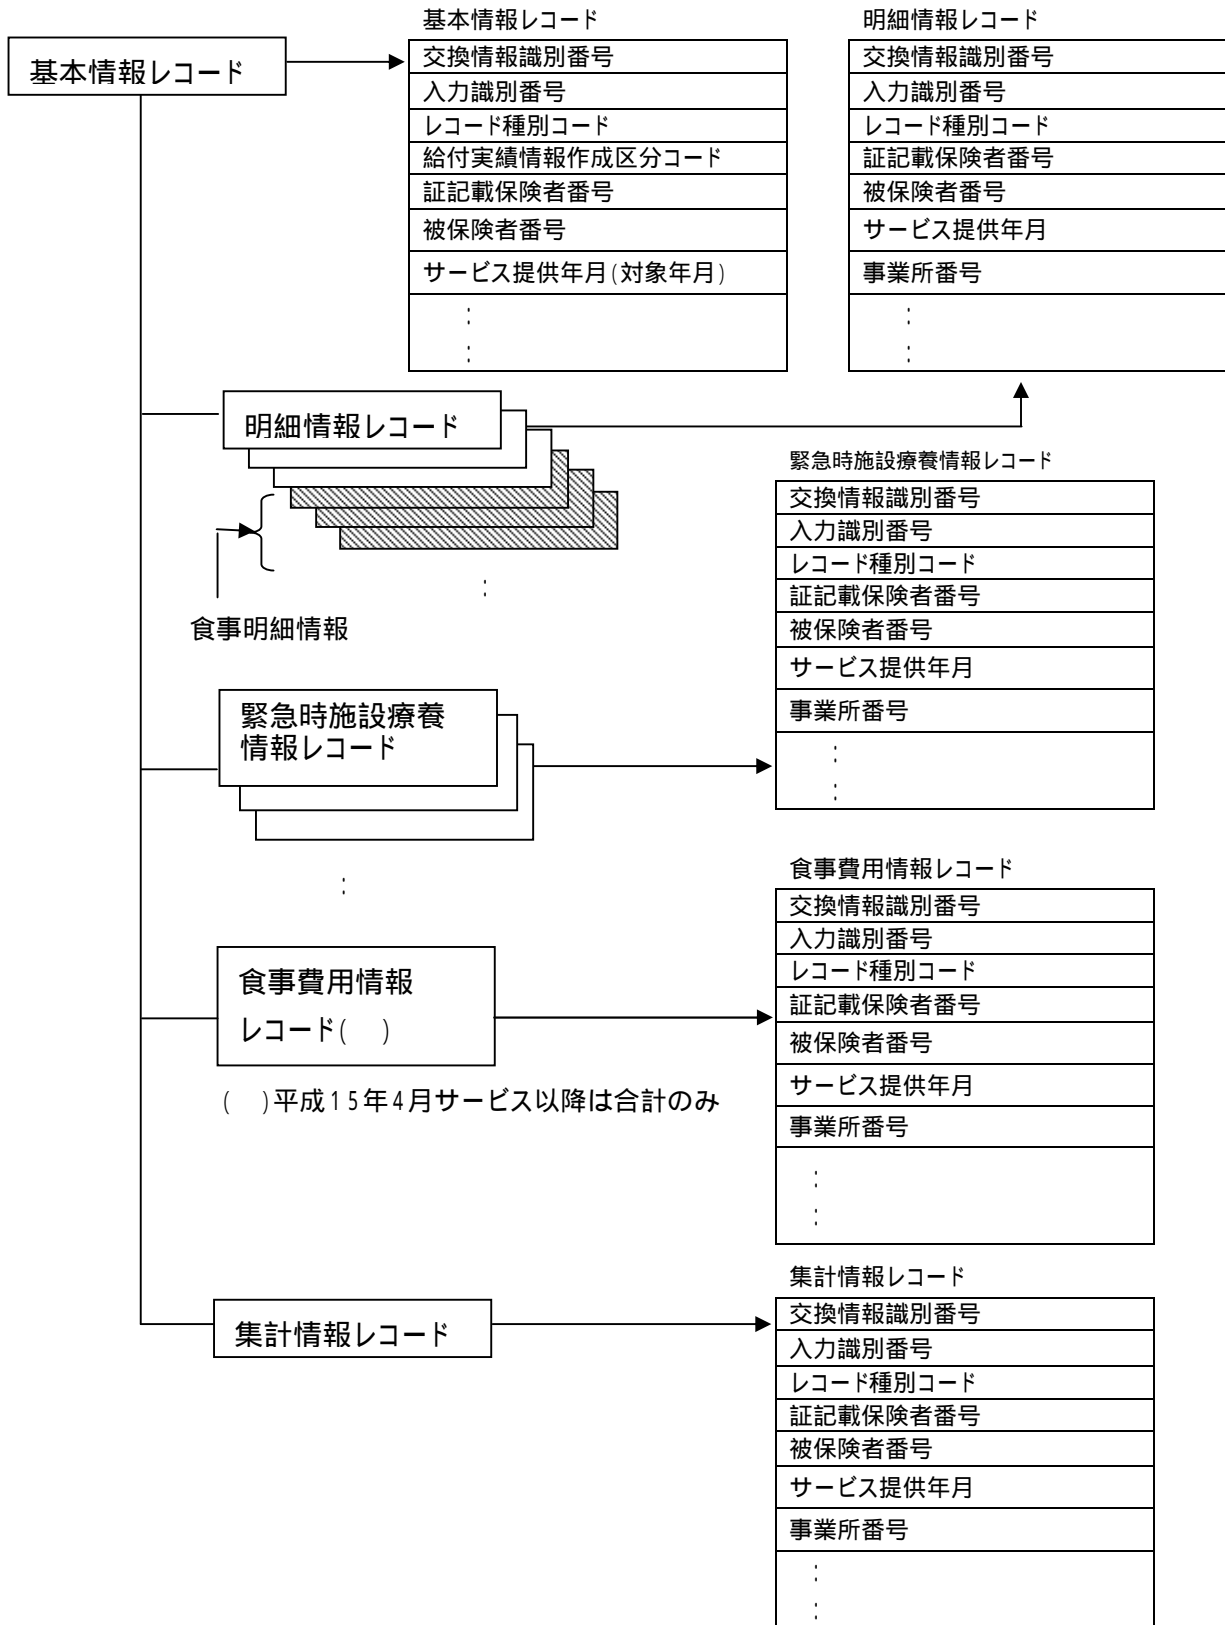 基本情報レコード
基本情報レコード
交換情報識別番号
入力識別番号
レコード種別コード
給付実績情報作成区分コード
証記載保険者番号
被保険者番号
サービス提供年月(対象年月)
:
:
明細情報レコード
交換情報識別番号
入力識別番号
レコード種別コード
証記載保険者番号
被保険者番号
サービス提供年月
事業所番号
:
:
明細情報レコード
:
食事明細情報
緊急時施設療養情報レコード
交換情報識別番号
入力識別番号
レコード種別コード
証記載保険者番号
被保険者番号
サービス提供年月
事業所番号
:
:
緊急時施設療養
情報レコード
:
食事費用情報レコード
交換情報識別番号
入力識別番号
レコード種別コード
証記載保険者番号
被保険者番号
サービス提供年月
事業所番号
:
:
食事費用情報
レコード( )
( )平成15年4月サービス以降は合計のみ
集計情報レコード
集計情報レコード
交換情報識別番号
入力識別番号
レコード種別コード
証記載保険者番号
被保険者番号
サービス提供年月
事業所番号
:
: